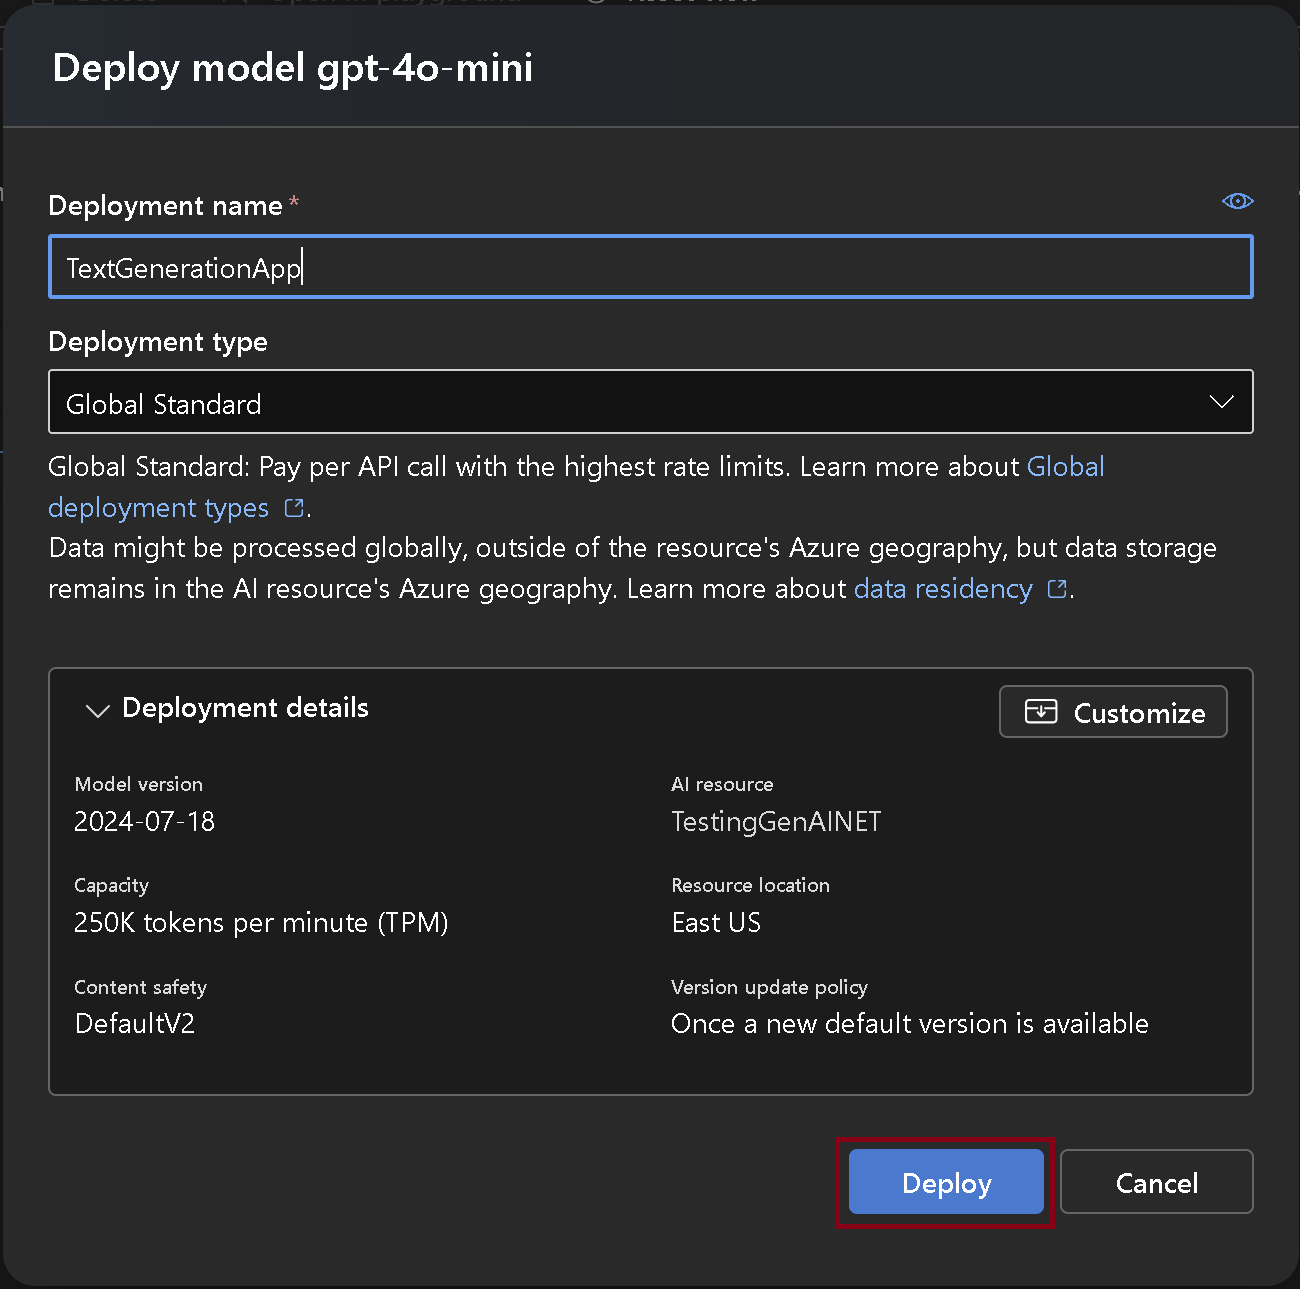 Deploy model gpt-4o-mini
Deployment name *
TextGenerationApp
Deployment type
Global Standard
Global Standard: Pay per API call with the highest rate limits. Learn more about Global
deployment types .
Data might be processed globally, outside of the resource's Azure geography, but data storage
remains in the AI resource's Azure geography. Learn more about data residency .
Deployment details
Customize
Model version
AI resource
2024-07-18
TestingGenAINET
Capacity
Resource location
250K tokens per minute (TPM)
East US
Content safety
Version update policy
DefaultV2
Once a new default version is available
Deploy
Cancel